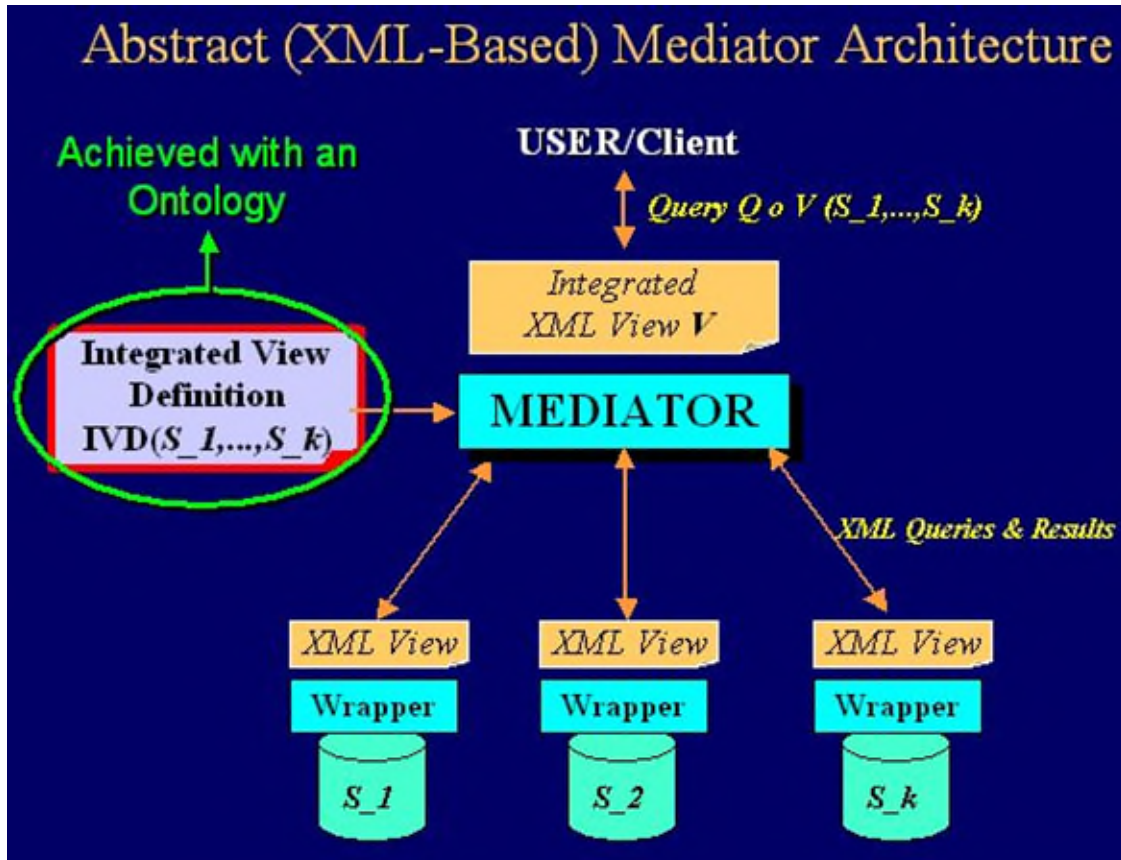 Abstract (XML-Based) Mediator Architecture
Achieved with an
Ontology
USER/Client
Query Q o V (S_1,...,S_k)
Integrated
XML View V
Integrated View
Definition
IVD(S_1,...,S_k)
MEDIATOR
XML Queries & Results
XML View
XML View
XML View
Wrapper
Wrapper
Wrapper
S_1
S_2
S_k